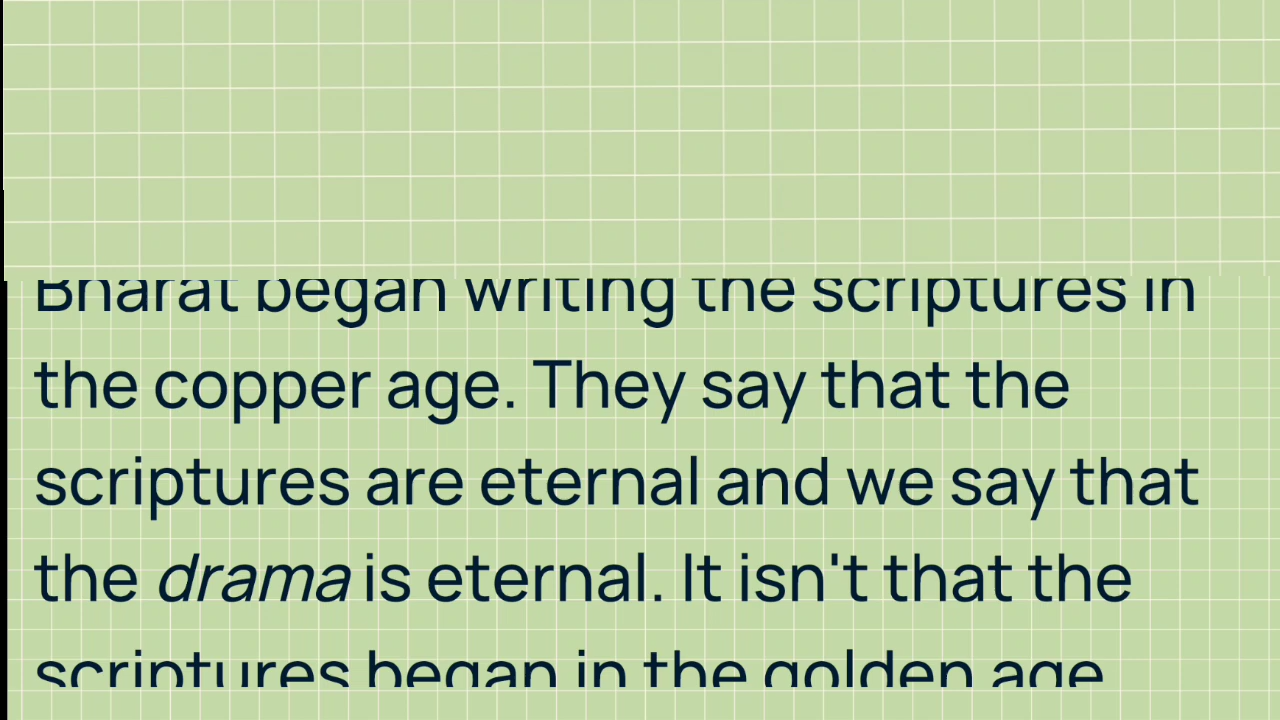 Bharat began writing the scriptures in
the copper age. They say that the
scriptures are eternal and we say that
the drama is eternal. It isn't that the
scriptures began in the golden age